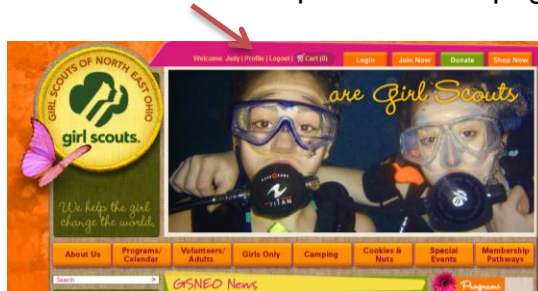 Welcome Judy | Profile | Logout | Cart (0)
Login
Join Now
Donate
Shop Now
GIRL SCOUTS OF NORTH EAST OHIO
girl scouts.
are Girl Scouts
TITAN
We help the girl
change the world.
About Us
Programs/
Calendar
Volunteers/
Adults
Girls Only
Camping
Cookies &
Nuts
Special
Events
Membership
Pathways
Search
GSNEO News
Programs